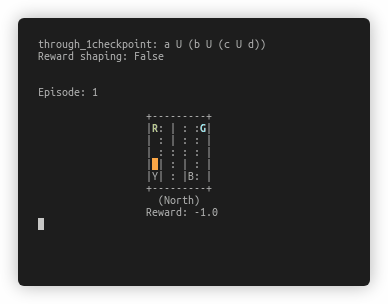 through_1checkpoint: a U (b U (c U d))
Reward shaping: False
Episode: 1
+---------+
|R: | : :G|
| : | : : |
| : : : : |
| | : | : |
|Y| : |B: |
+---------+
(North)
Reward: -1.0